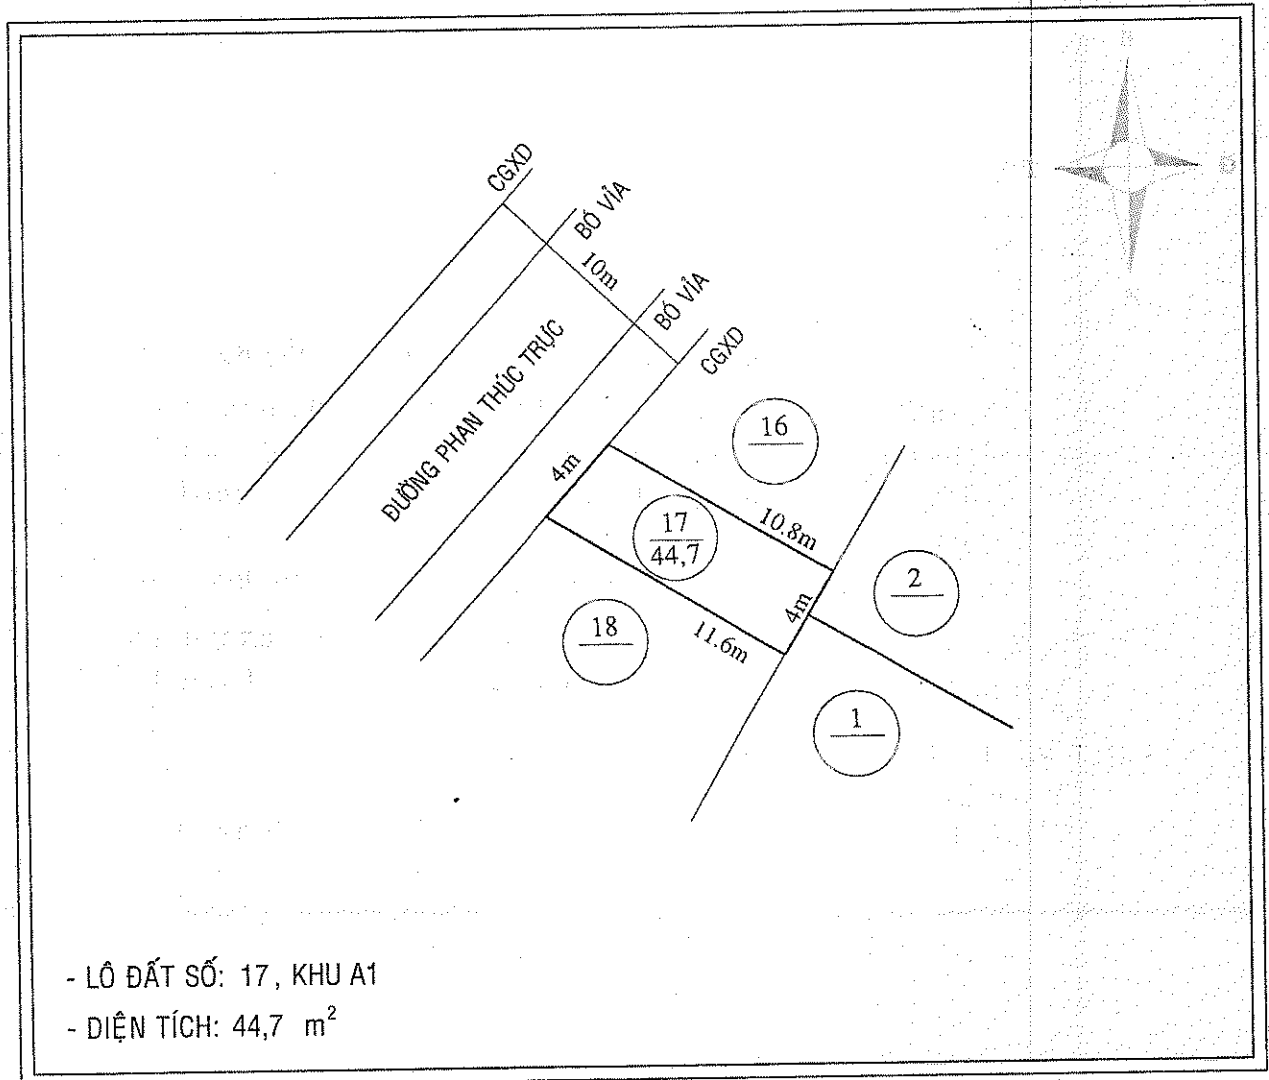 CGXD
BÓ VỈA
10m
BÓ VỈA
CGXD
ĐƯỜNG PHAN THÚC TRỰC
4m
16
10.8m
17
44,7
2
4m
18
11.6m
1
- LÔ ĐẤT SỐ: 17, KHU A1
- DIỆN TÍCH: 44,7 m²